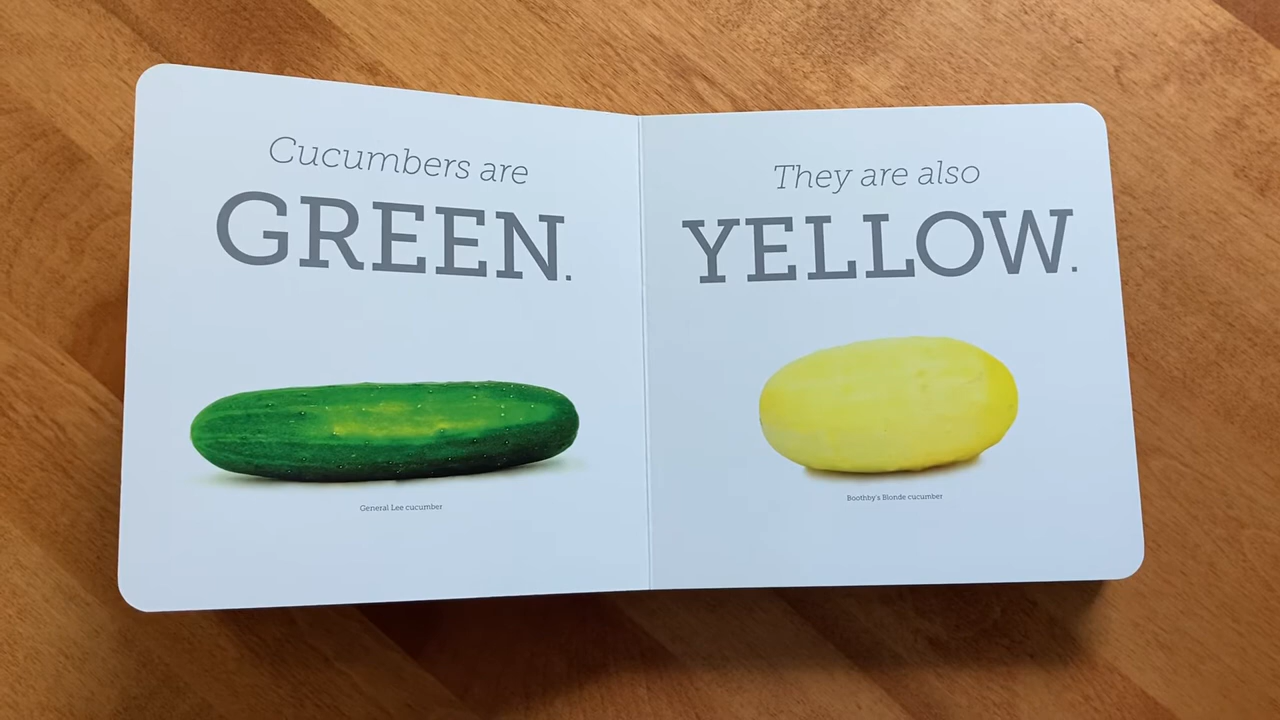 Cucumbers are
GREEN.
General Lee cucumber
They are also
YELLOW.
Boothby's Blonde cucumber